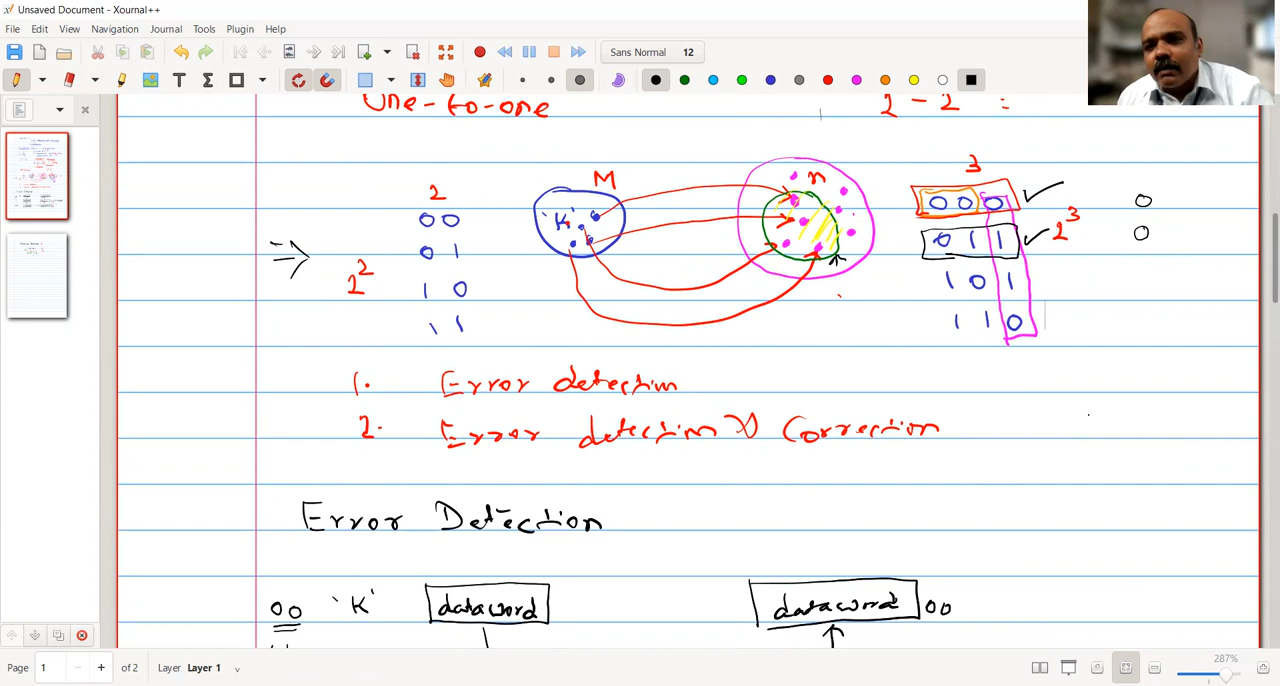 Unsaved Document - Xournal++
File Edit View Journal Tools Plugin Help
Sans Normal 12
One-to-one 2 - 2 :
M n 3
2
00 'K' 000 0
01 011 2^3 0
2^2
10 101
11 110
1. Error detection
2. Error detection Correction
Error Detection
00 'K' dataword dataword 00
287%
Page 1 of 2 Layer Layer 1